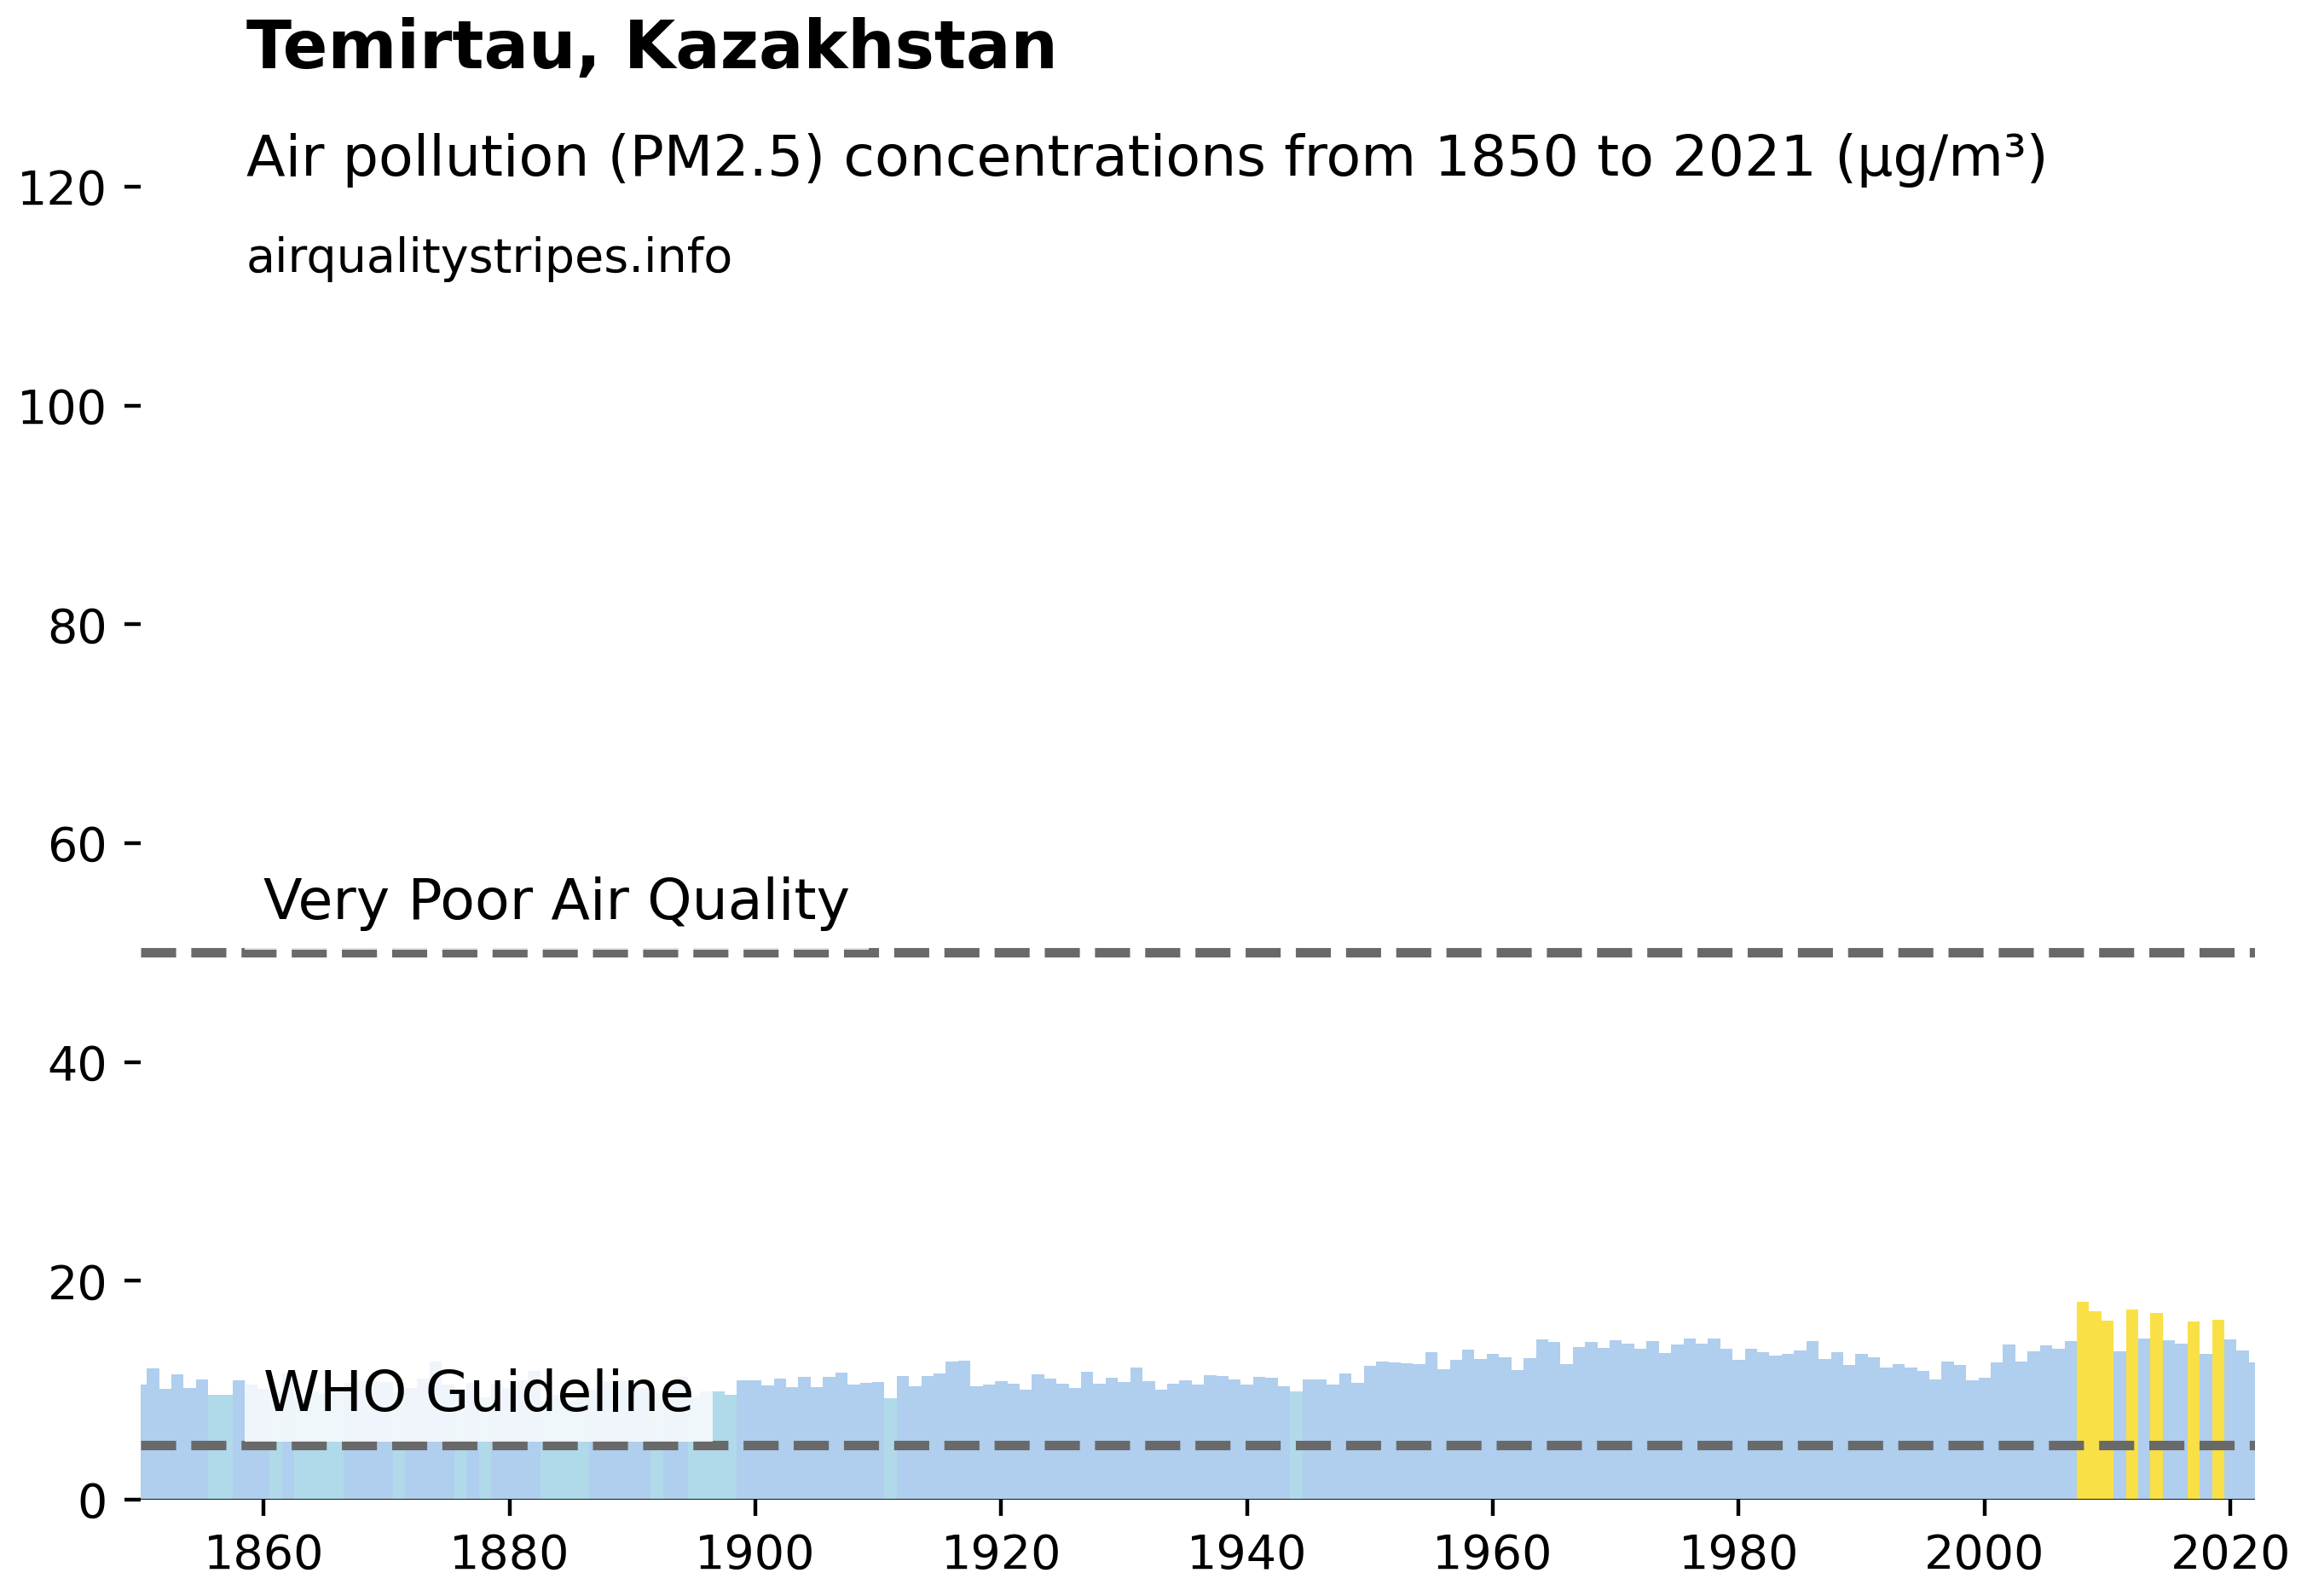 Temirtau, Kazakhstan
Air pollution (PM2.5) concentrations from 1850 to 2021 (µg/m³)
airqualitystripes.info
120
100
80
60
Very Poor Air Quality
40
20
WHO Guideline
0
1860 1880 1900 1920 1940 1960 1980 2000 2020